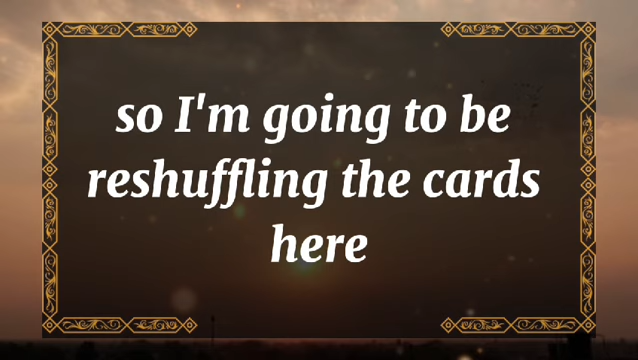 so I'm going to be
reshuffling the cards
here